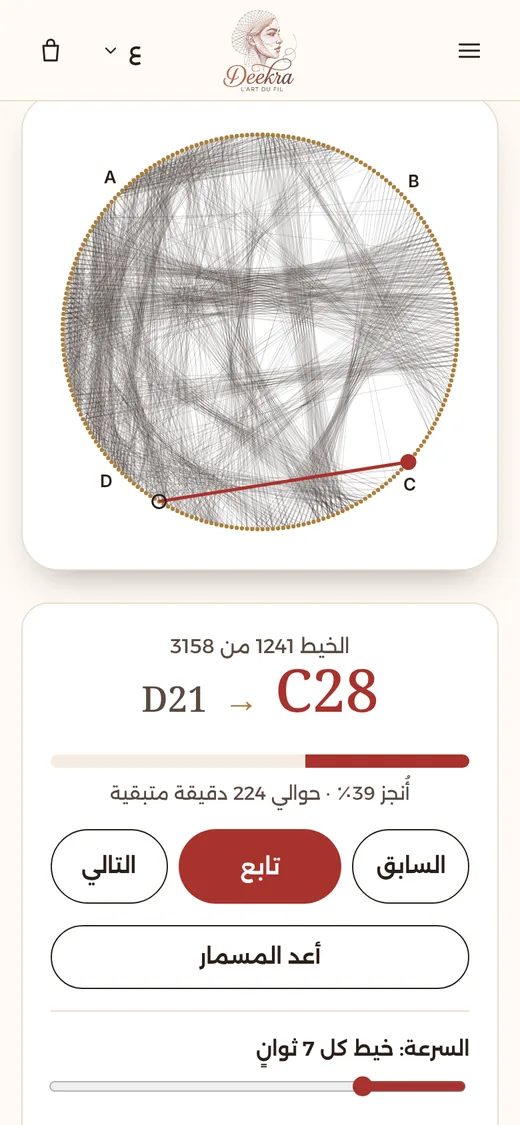 ع
Deekra
L'ART DU FIL
A
B
D
C
الخيط 1241 من 3158
D21 → C28
أُنجز 39٪ · حوالي 224 دقيقة متبقية
السابق
تابع
التالي
أعد المسمار
السرعة: خيط كل 7 ثوانٍ